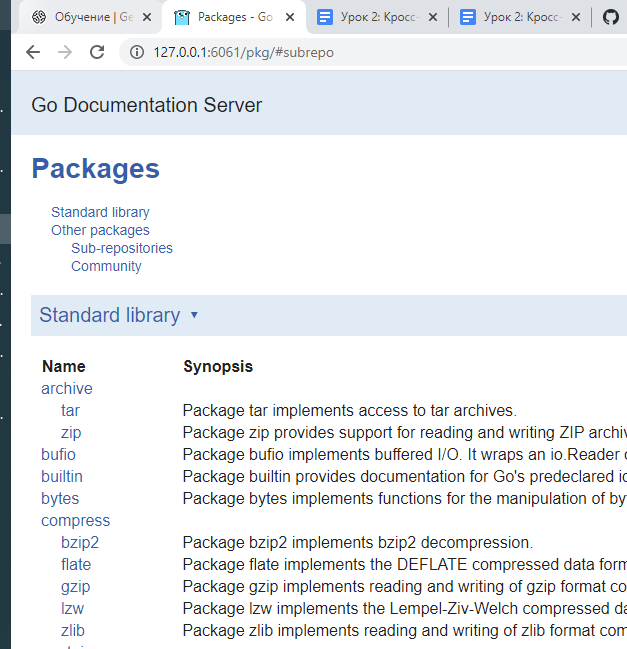 Обучение | Ge
Packages - Go
Урок 2: Кросс-
Урок 2: Кросс-
127.0.0.1:6061/pkg/#subrepo
Go Documentation Server
Packages
Standard library
Other packages
Sub-repositories
Community
Standard library ▾
Name Synopsis
archive
tar Package tar implements access to tar archives.
zip Package zip provides support for reading and writing ZIP archiv
bufio Package bufio implements buffered I/O. It wraps an io.Reader
builtin Package builtin provides documentation for Go's predeclared id
bytes Package bytes implements functions for the manipulation of by
compress
bzip2 Package bzip2 implements bzip2 decompression.
flate Package flate implements the DEFLATE compressed data form
gzip Package gzip implements reading and writing of gzip format co
lzw Package lzw implements the Lempel-Ziv-Welch compressed da
zlib Package zlib implements reading and writing of zlib format com